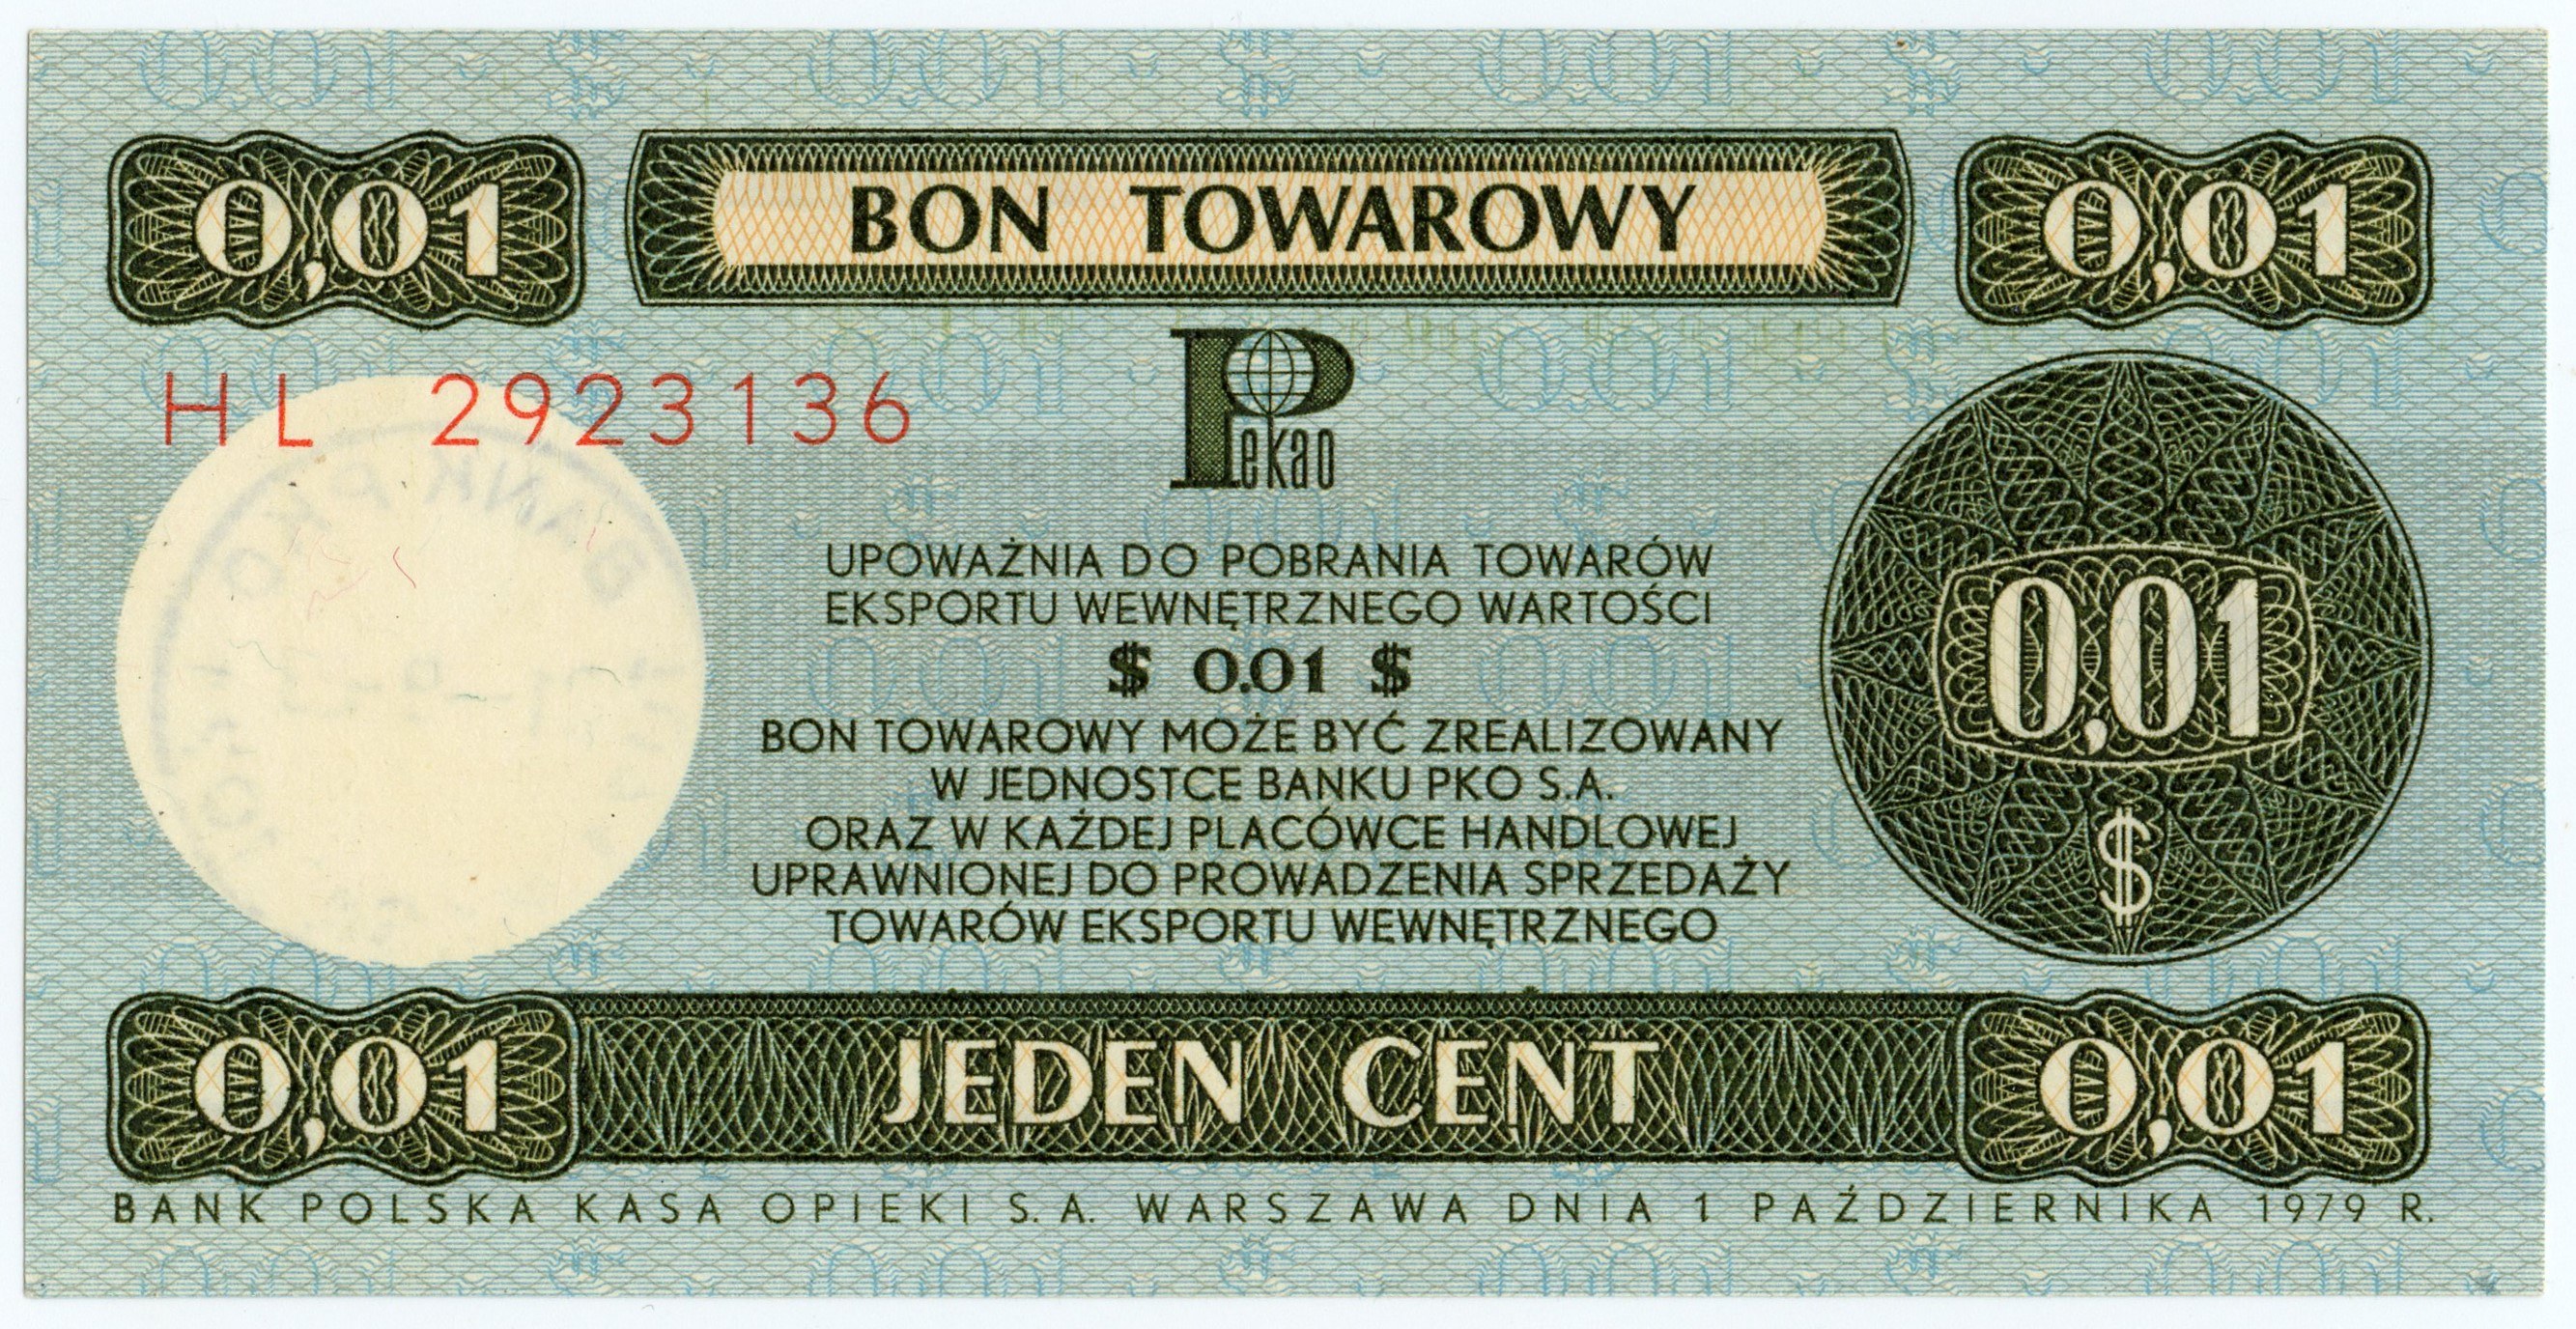 0,01 BON TOWAROWY 0,01
HL 2923136
Pekao
UPOWAŻNIA DO POBRANIA TOWARÓW
EKSPORTU WEWNĘTRZNEGO WARTOŚCI
$ 0.01 $
BON TOWAROWY MOŻE BYĆ ZREALIZOWANY
W JEDNOSTCE BANKU PKO S.A.
ORAZ W KAŻDEJ PLACÓWCE HANDLOWEJ
UPRAWNIONEJ DO PROWADZENIA SPRZEDAŻY
TOWARÓW EKSPORTU WEWNĘTRZNEGO
0,01
$
0,01 JEDEN CENT 0,01
BANK POLSKA KASA OPIEKI S.A. WARSZAWA DNIA 1 PAŹDZIERNIKA 1979 R.
BANK PKO